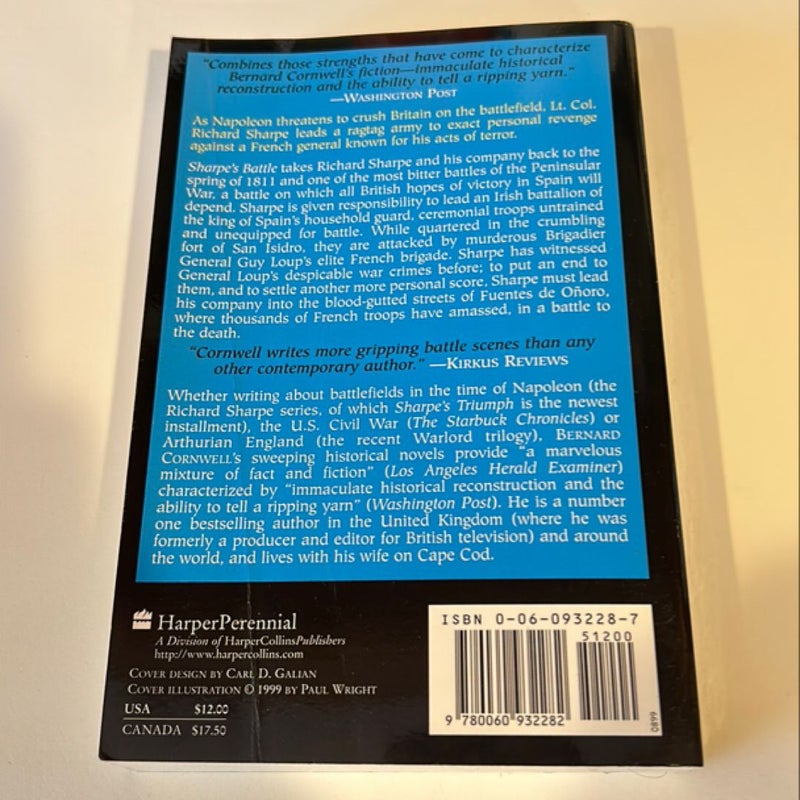 "Combines those strengths that have come to characterize
Bernard Cornwell's fiction—immaculate historical
reconstruction and the ability to tell a ripping yarn."
—WASHINGTON POST
As Napoleon threatens to crush Britain on the battlefield, Lt. Col.
Richard Sharpe leads a ragtag army to exact personal revenge
against a French general known for his acts of terror.
Sharpe's Battle takes Richard Sharpe and his company back to the
spring of 1811 and one of the most bitter battles of the Peninsular
War, a battle on which all British hopes of victory in Spain will
depend. Sharpe is given responsibility to lead an Irish battalion of
the king of Spain's household guard, ceremonial troops untrained
and unequipped for battle. While quartered in the crumbling
fort of San Isidro, they are attacked by murderous Brigadier
General Guy Loup's elite French brigade. Sharpe has witnessed
General Loup's despicable war crimes before; to put an end to
them, and to settle another more personal score, Sharpe must lead
his company into the blood-gutted streets of Fuentes de Oñoro,
where thousands of French troops have amassed, in a battle to
the death.
"Cornwell writes more gripping battle scenes than any
other contemporary author." —KIRKUS REVIEWS
Whether writing about battlefields in the time of Napoleon (the
Richard Sharpe series, of which Sharpe's Triumph is the newest
installment), the U.S. Civil War (The Starbuck Chronicles) or
Arthurian England (the recent Warlord trilogy), BERNARD
CORNWELL's sweeping historical novels provide "a marvelous
mixture of fact and fiction" (Los Angeles Herald Examiner)
characterized by "immaculate historical reconstruction and the
ability to tell a ripping yarn" (Washington Post). He is a number
one bestselling author in the United Kingdom (where he was
formerly a producer and editor for British television) and around
the world, and lives with his wife on Cape Cod.
HarperPerennial
A Division of HarperCollinsPublishers
http://www.harpercollins.com
COVER DESIGN BY CARL D. GALIAN
COVER ILLUSTRATION © 1999 BY PAUL WRIGHT
USA $12.00
CANADA $17.50
ISBN 0-06-093228-7
51200
9 780060 932282
0899